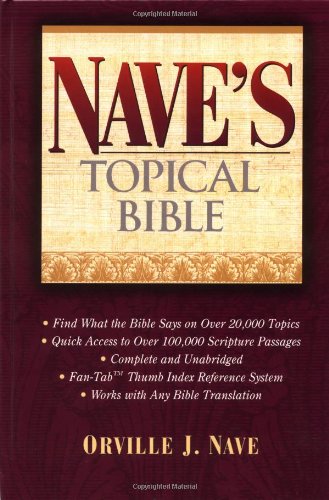 NAVE'S
TOPICAL
BIBLE
• Find What the Bible Says on Over 20,000 Topics
• Quick Access to Over 100,000 Scripture Passages
• Complete and Unabridged
• Fan-Tab™ Thumb Index Reference System
• Works with Any Bible Translation
ORVILLE J. NAVE